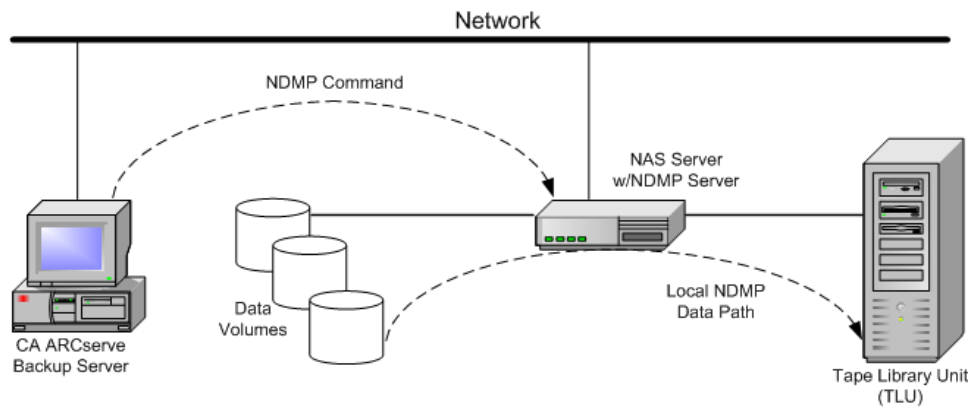 Network
NDMP Command
NAS Server
w/NDMP Server
Data
Volumes
Local NDMP
Data Path
CA ARCserve
Backup Server
Tape Library Unit
(TLU)